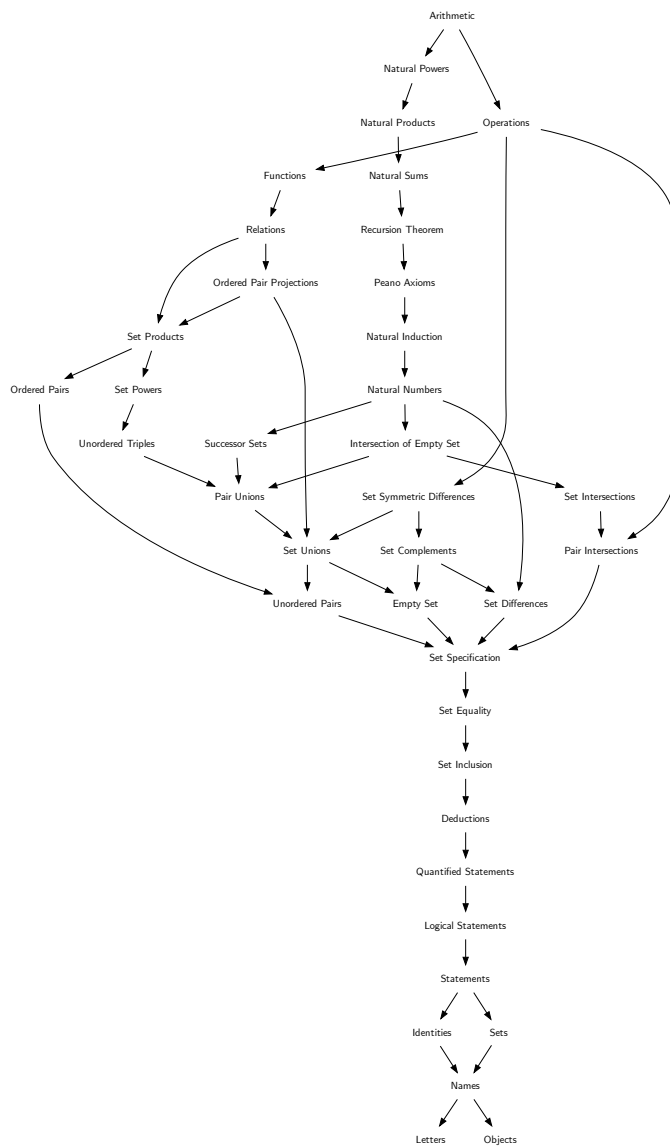 Arithmetic
Natural Powers
Natural Products
Operations
Functions
Natural Sums
Relations
Recursion Theorem
Ordered Pair Projections
Peano Axioms
Set Products
Natural Induction
Ordered Pairs
Set Powers
Natural Numbers
Unordered Triples
Successor Sets
Intersection of Empty Set
Pair Unions
Set Symmetric Differences
Set Intersections
Set Unions
Set Complements
Pair Intersections
Unordered Pairs
Empty Set
Set Differences
Set Specification
Set Equality
Set Inclusion
Deductions
Quantified Statements
Logical Statements
Statements
Identities
Sets
Names
Letters
Objects